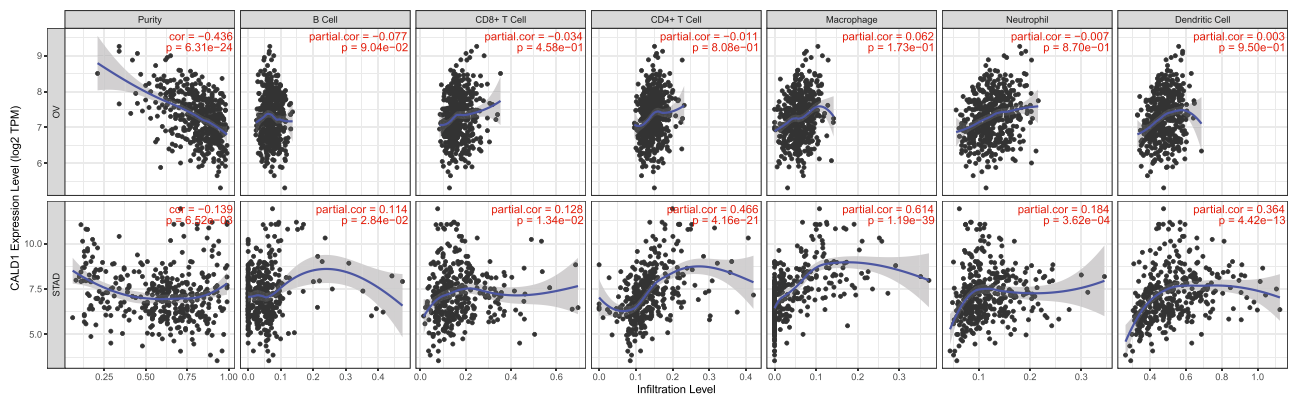 Purity
B Cell
CD8+ T Cell
CD4+ T Cell
Macrophage
Neutrophil
Dendritic Cell
CALD1 Expression Level (log2 TPM)
OV
9
8
7
6
cor = −0.436
p = 6.31e−24
partial.cor = −0.077
p = 9.04e−02
partial.cor = −0.034
p = 4.58e−01
partial.cor = −0.011
p = 8.08e−01
partial.cor = 0.062
p = 1.73e−01
partial.cor = −0.007
p = 8.70e−01
partial.cor = 0.003
p = 9.50e−01
STAD
10.0
7.5
5.0
cor = −0.139
p = 6.52e−03
partial.cor = 0.114
p = 2.84e−02
partial.cor = 0.128
p = 1.34e−02
partial.cor = 0.466
p = 4.16e−21
partial.cor = 0.614
p = 1.19e−39
partial.cor = 0.184
p = 3.62e−04
partial.cor = 0.364
p = 4.42e−13
0.25 0.50 0.75 1.00
0.0 0.1 0.2 0.3 0.4
0.0 0.2 0.4 0.6
0.0 0.1 0.2 0.3 0.4
0.0 0.1 0.2 0.3
0.1 0.2 0.3
0.4 0.6 0.8 1.0
Infiltration Level